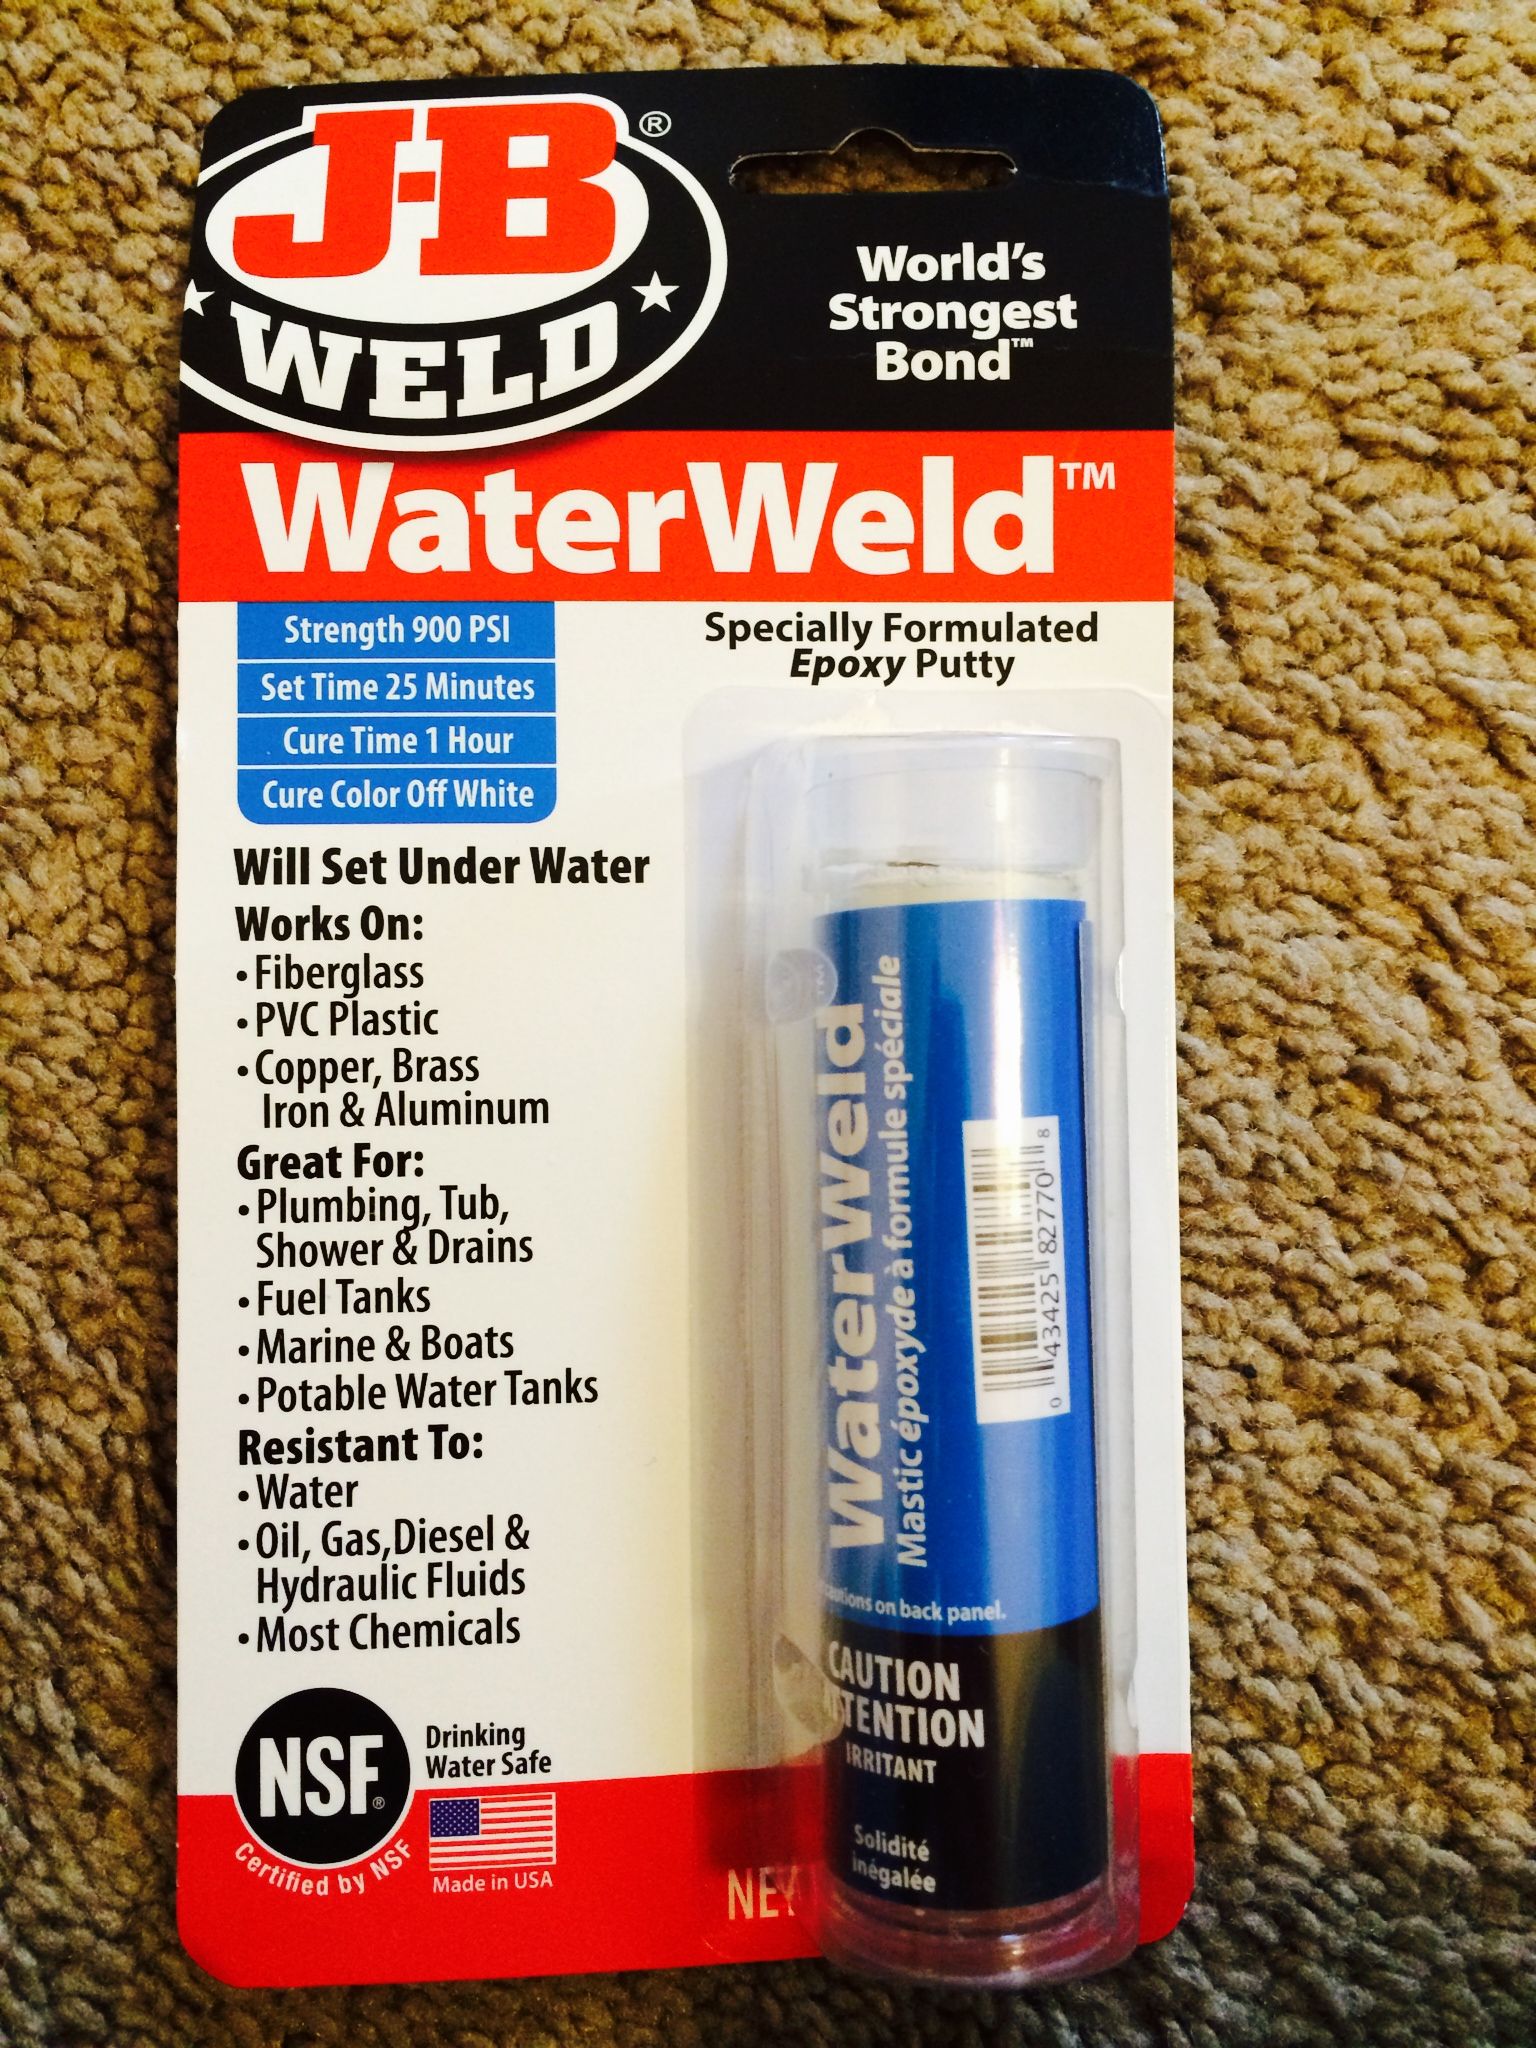 J-B®
WELD
World's
Strongest
Bond™
WaterWeld™
Strength 900 PSI
Set Time 25 Minutes
Cure Time 1 Hour
Cure Color Off White
Specially Formulated
Epoxy Putty
Will Set Under Water
Works On:
• Fiberglass
• PVC Plastic
• Copper, Brass
Iron & Aluminum
Great For:
• Plumbing, Tub,
Shower & Drains
• Fuel Tanks
• Marine & Boats
• Potable Water Tanks
Resistant To:
• Water
• Oil, Gas,Diesel &
Hydraulic Fluids
• Most Chemicals
NSF®
Certified by NSF
Drinking
Water Safe
Made in USA
WaterWeld™
Mastic époxyde à formule spéciale
0 43425 82770 8
on back panel.
CAUTION
ATTENTION
IRRITANT
Solidité
inégalée